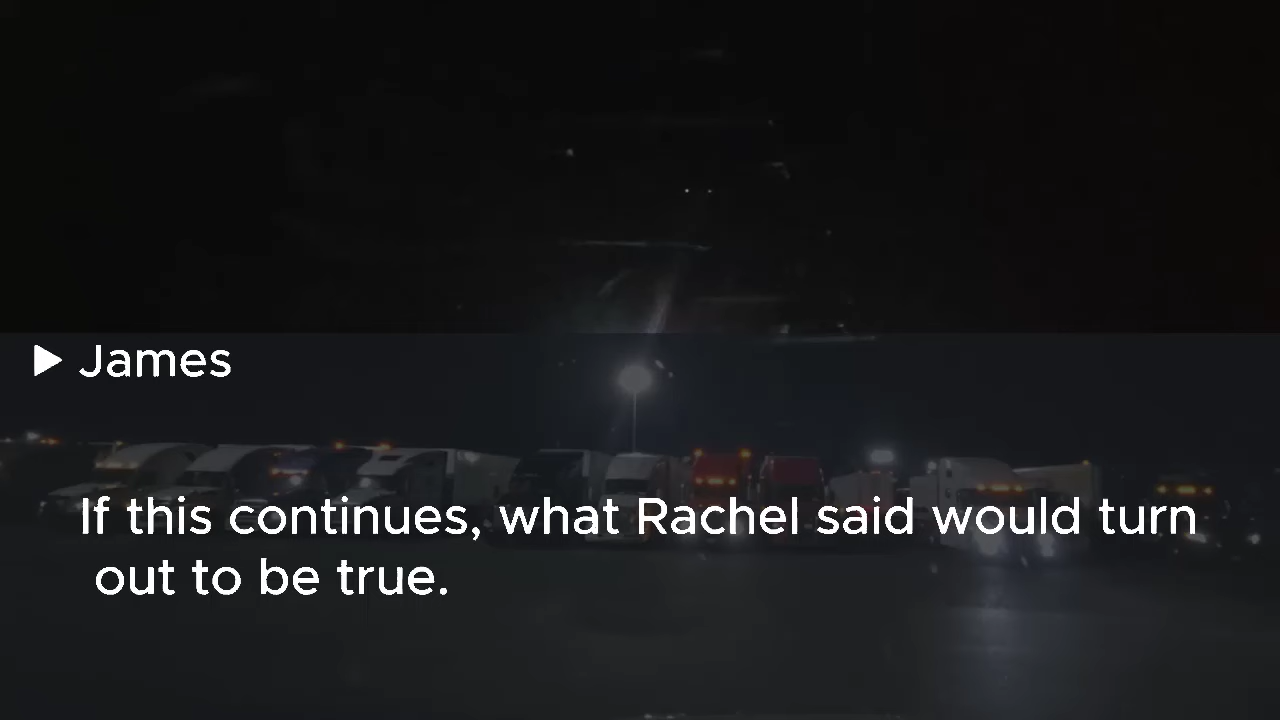 James
If this continues, what Rachel said would turn
out to be true.